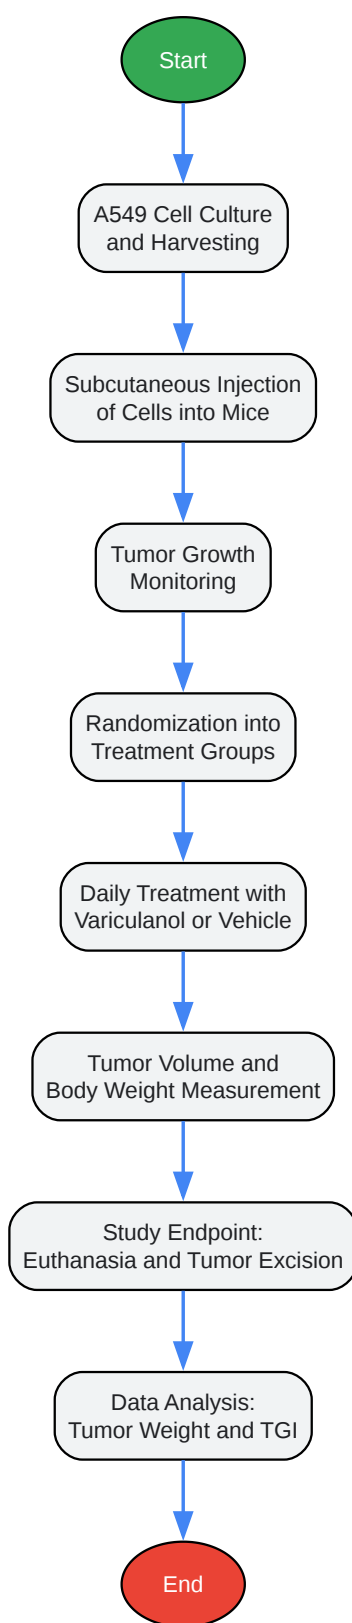 Start
A549 Cell Culture
and Harvesting
Subcutaneous Injection
of Cells into Mice
Tumor Growth
Monitoring
Randomization into
Treatment Groups
Daily Treatment with
Variculanol or Vehicle
Tumor Volume and
Body Weight Measurement
Study Endpoint:
Euthanasia and Tumor Excision
Data Analysis:
Tumor Weight and TGI
End